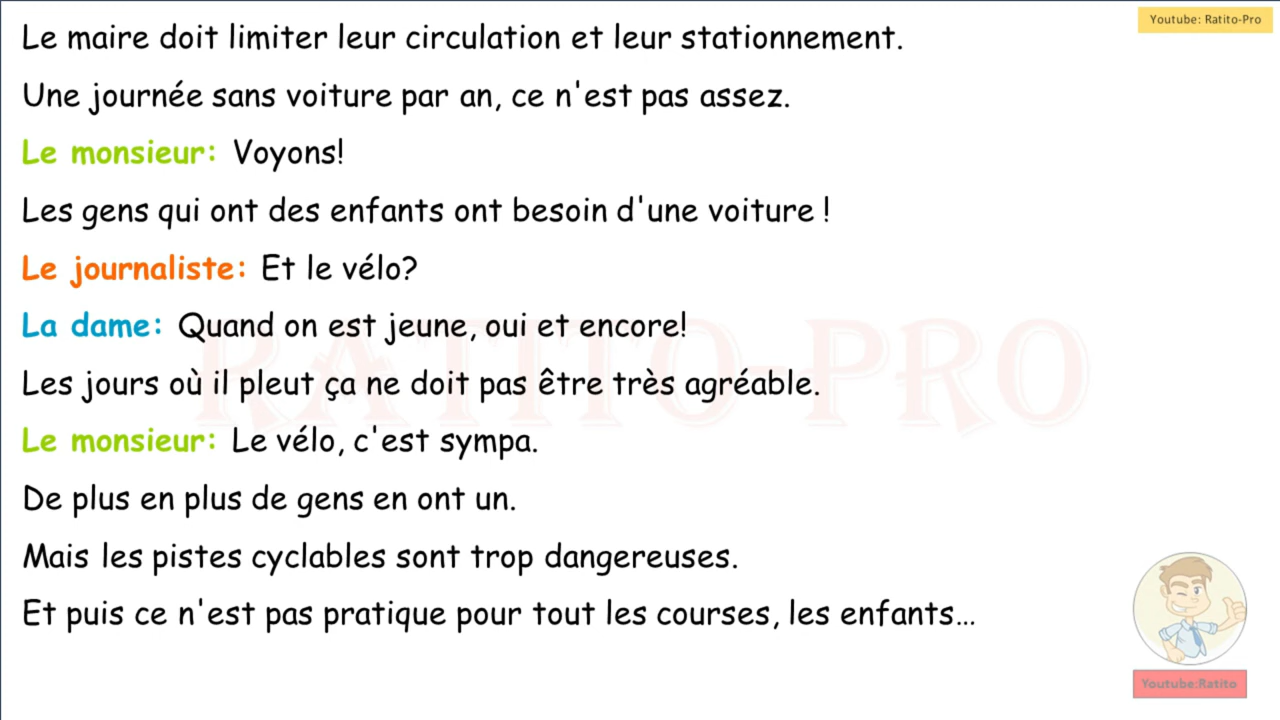 Youtube: Ratito-Pro
Le maire doit limiter leur circulation et leur stationnement.
Une journée sans voiture par an, ce n'est pas assez.
Le monsieur: Voyons!
Les gens qui ont des enfants ont besoin d'une voiture !
Le journaliste: Et le vélo?
La dame: Quand on est jeune, oui et encore!
Les jours où il pleut ça ne doit pas être très agréable.
Le monsieur: Le vélo, c'est sympa.
De plus en plus de gens en ont un.
Mais les pistes cyclables sont trop dangereuses.
Et puis ce n'est pas pratique pour tout les courses, les enfants...
RATITO-PRO
Youtube:Ratito